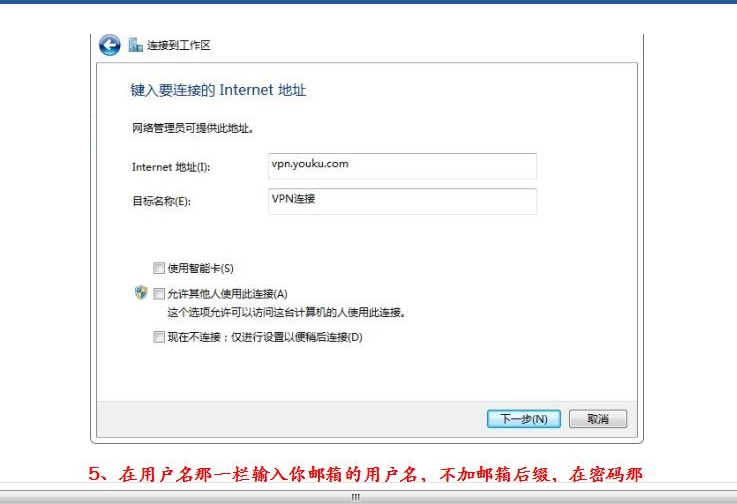 连接到工作区
键入要连接的 Internet 地址
网络管理员可提供此地址。
Internet 地址(I): vpn.youku.com
目标名称(E): VPN连接
使用智能卡(S)
允许其他人使用此连接(A)
这个选项允许可以访问这台计算机的人使用此连接。
现在不连接；仅进行设置以便稍后连接(D)
下一步(N) 取消
5、在用户名那一栏输入你邮箱的用户名，不加邮箱后缀，在密码那